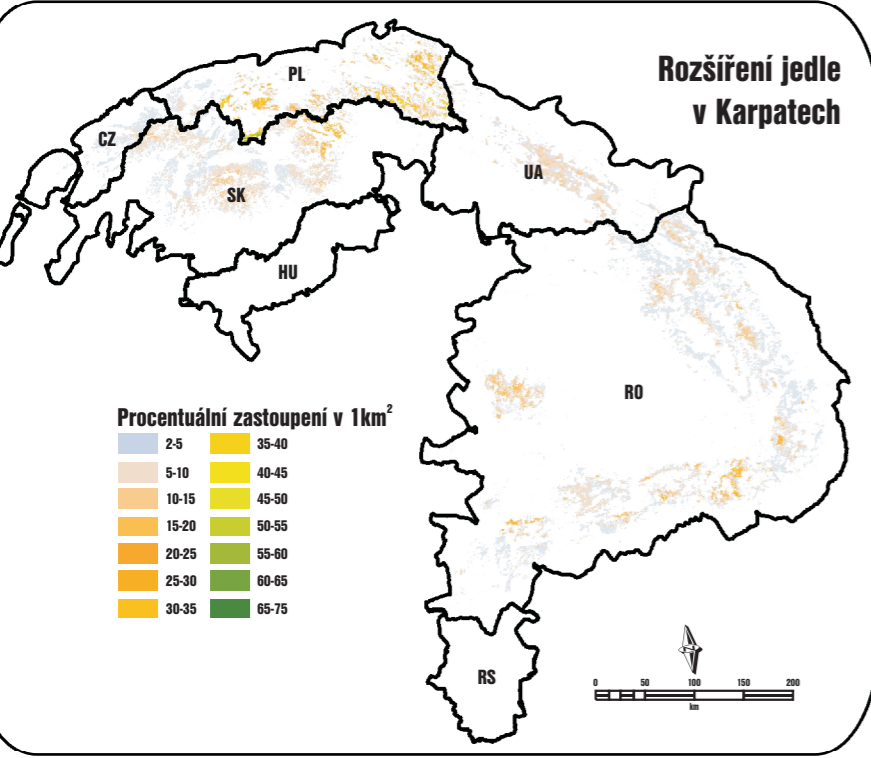 Rozšíření jedle
v Karpatech
PL
CZ
SK
UA
HU
RO
RS
Procentuální zastoupení v 1km²
2-5
5-10
10-15
15-20
20-25
25-30
30-35
35-40
40-45
45-50
50-55
55-60
60-65
65-75
0 50 100 150 200
km